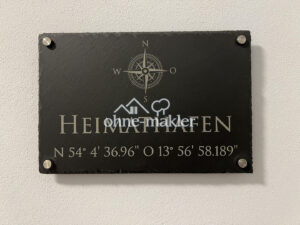 N
W O
S
HEIMATHAFEN
ohne-makler
N 54° 4' 36.96" O 13° 56' 58.189"